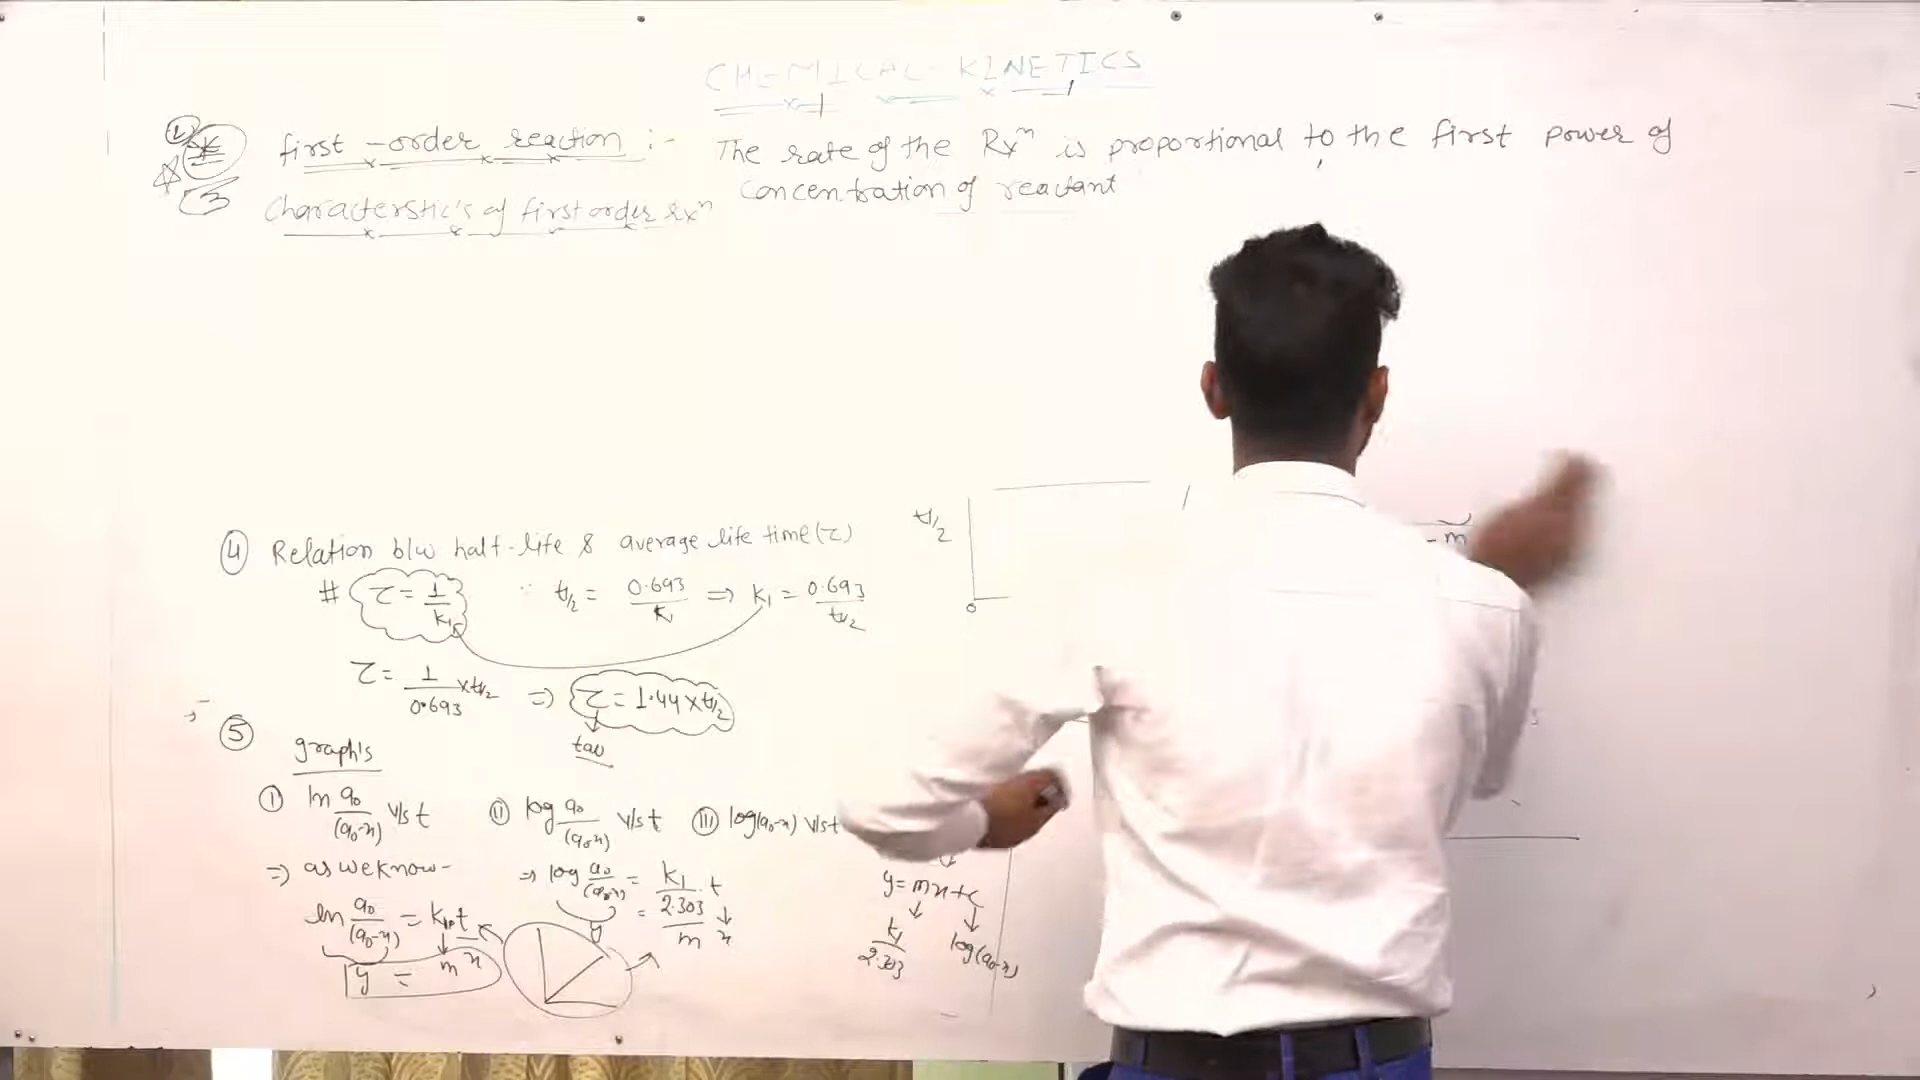 CHEMICAL KINETICS
first-order reaction :- The rate of the Rxⁿ is proportional to the first power of
concentration of reactant
Characterstic's of first order Rxⁿ
④ Relation b/w half-life & average life time (τ)
# τ = 1/k₁ ∵ t1/2 = 0.693/k₁ ⇒ k₁ = 0.693/t1/2
τ = 1/0.693 × t1/2 ⇒ τ = 1.44 × t1/2
tau
⑤ graph's
Ⓘ ln a₀/(a₀-x) v/s t Ⓘⓘ log a₀/(a₀-x) v/s t Ⓘⓘⓘ log(a₀-x) v/s t
⇒ as we know-
ln a₀/(a₀-x) = k₁t
y = m x
⇒ log a₀/(a₀-x) = k₁/2.303 . t
y = m x
y = mx + c
k₁/2.303 log(a₀-x)
t1/2
0
- m